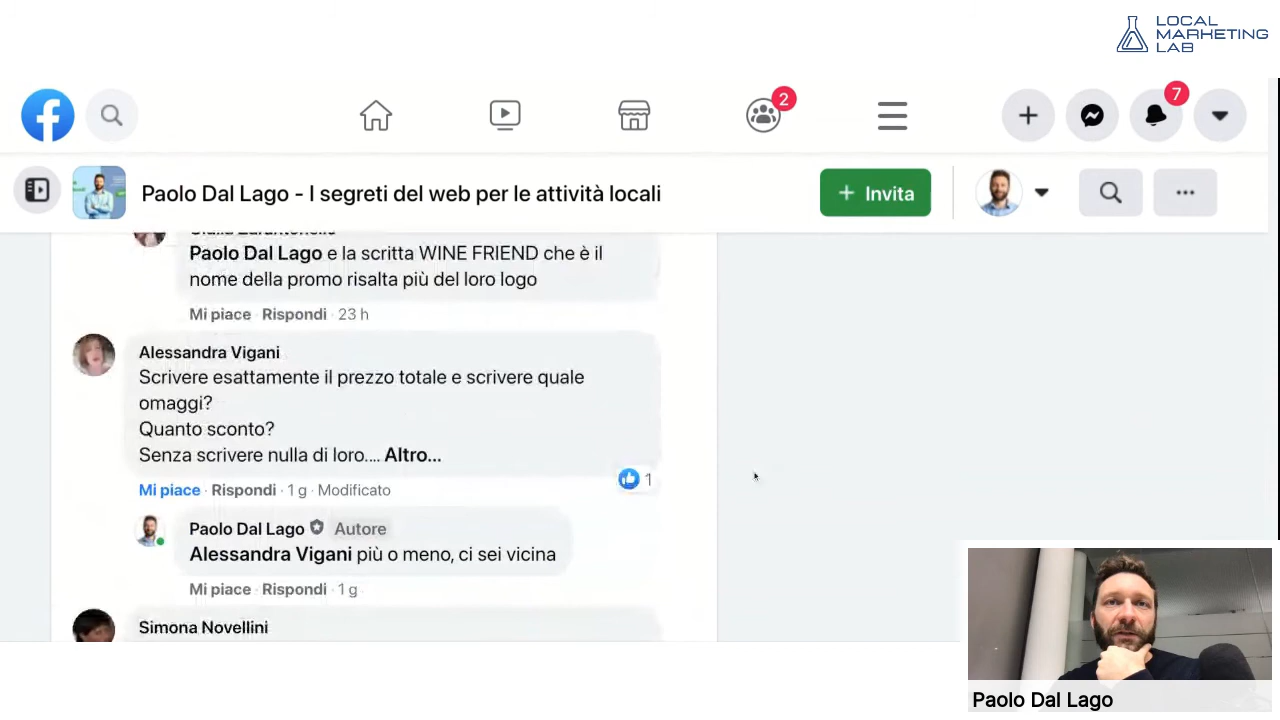 LOCAL
MARKETING
LAB
2
7
Paolo Dal Lago - I segreti del web per le attività locali
+ Invita
Paolo Dal Lago e la scritta WINE FRIEND che è il
nome della promo risalta più del loro logo
Mi piace · Rispondi · 23 h
Alessandra Vigani
Scrivere esattamente il prezzo totale e scrivere quale
omaggi?
Quanto sconto?
Senza scrivere nulla di loro.... Altro...
1
Mi piace · Rispondi · 1 g · Modificato
Paolo Dal Lago Autore
Alessandra Vigani più o meno, ci sei vicina
Mi piace · Rispondi · 1 g
Simona Novellini
Paolo Dal Lago